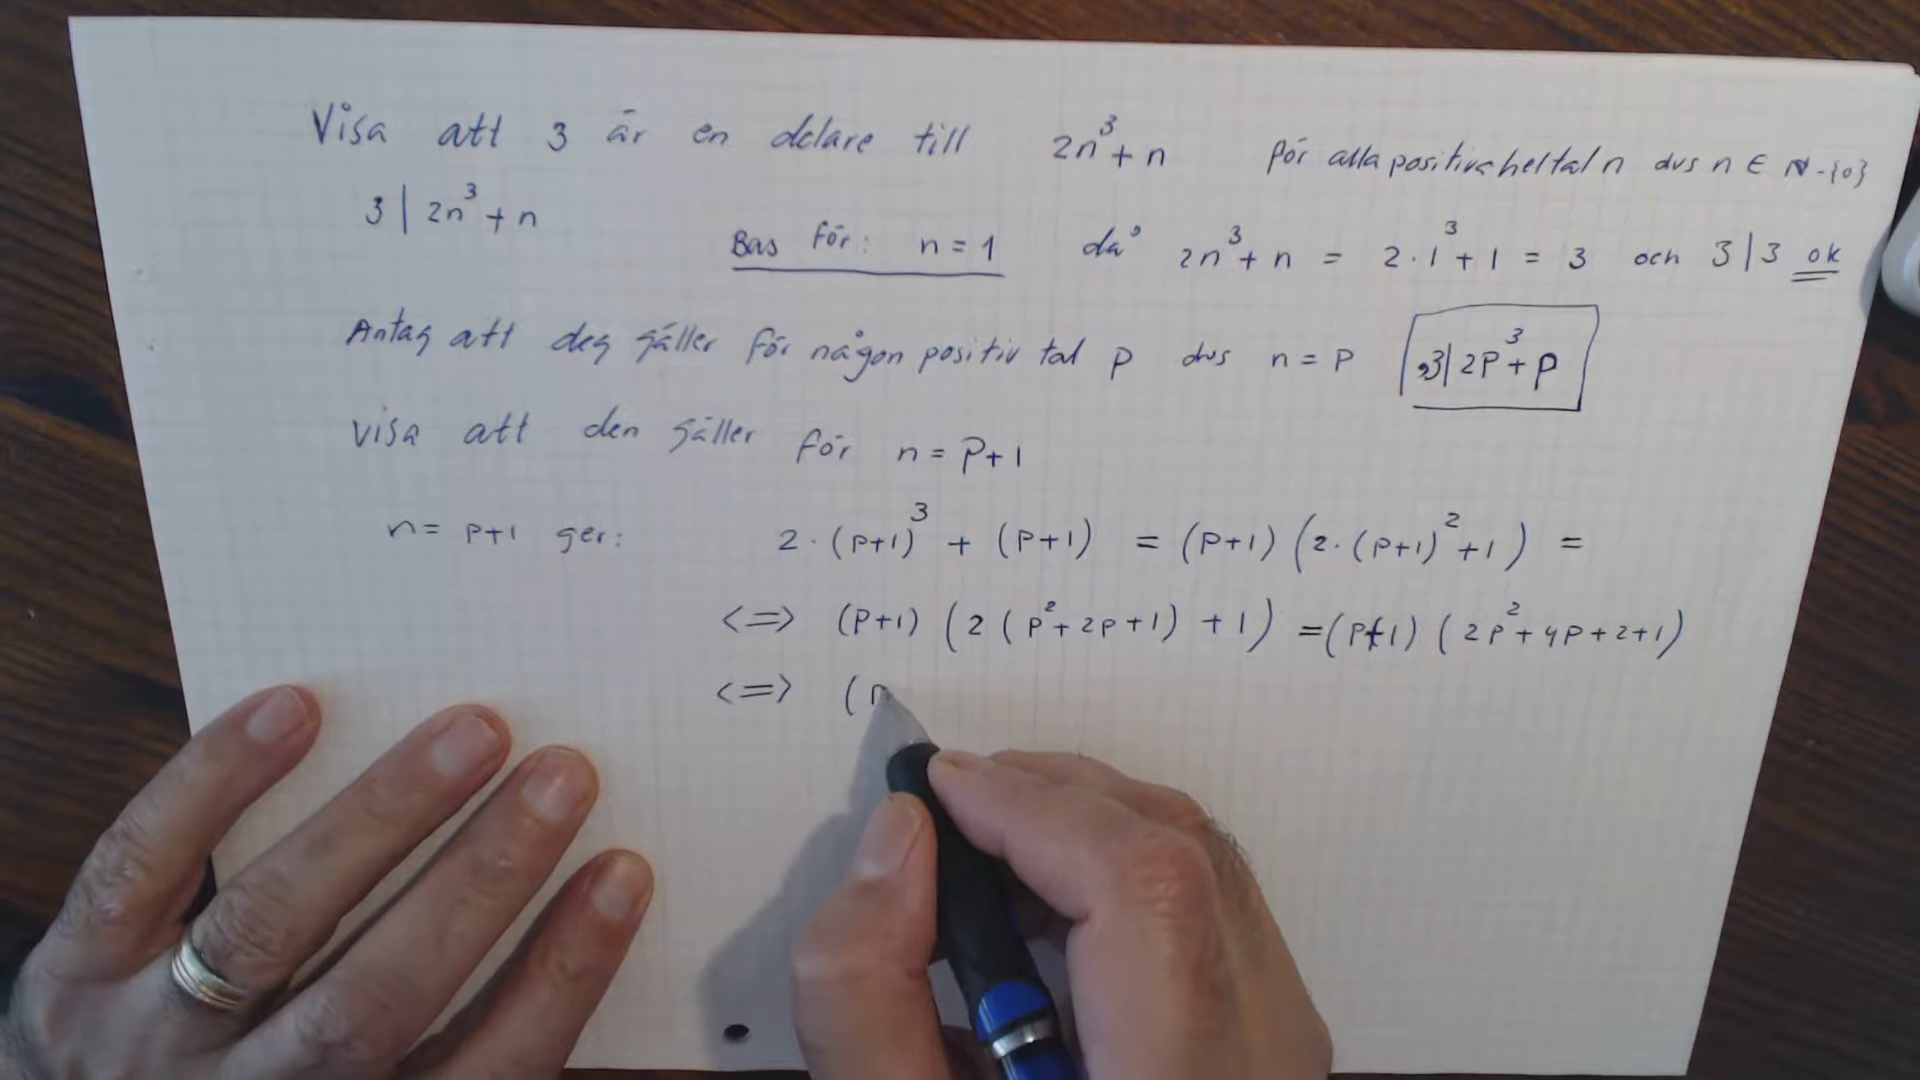 Visa att 3 är en delare till 2n³+n för alla positiva heltal n dvs n ∈ N-{0}
3 | 2n³+n
Bas för: n = 1 då 2n³+n = 2·1³+1 = 3 och 3|3 ok
Antag att deg gäller för någon positiv tal p dvs n = p 3|2p³+p
visa att den gäller för n = p+1
n = p+1 ger: 2·(p+1)³ + (p+1) = (p+1)(2·(p+1)²+1) =
<=> (p+1)(2(p²+2p+1)+1) = (p+1)(2p²+4p+2+1)
<=> (p